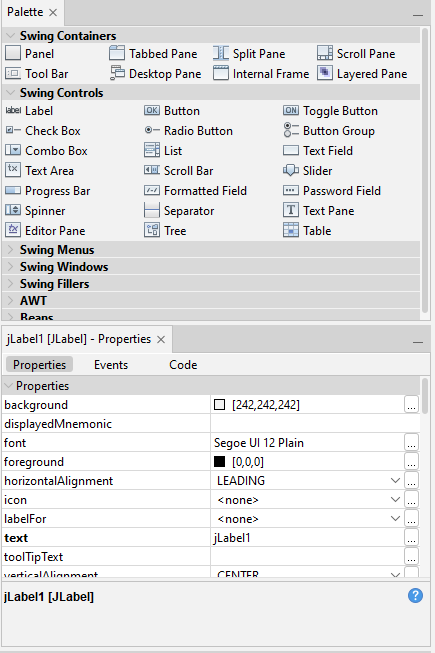 Palette ×
Swing Containers
Panel Tabbed Pane Split Pane Scroll Pane
Tool Bar Desktop Pane Internal Frame Layered Pane
Swing Controls
label Label OK Button ON Toggle Button
Check Box Radio Button Button Group
Combo Box List Text Field
tx Text Area Scroll Bar Slider
Progress Bar Formatted Field Password Field
Spinner Separator T Text Pane
Editor Pane Tree Table
Swing Menus
Swing Windows
Swing Fillers
AWT
Beans
jLabel1 [JLabel] - Properties ×
Properties Events Code
Properties
background [242,242,242] ...
displayedMnemonic
font Segoe UI 12 Plain ...
foreground [0,0,0] ...
horizontalAlignment LEADING ...
icon <none> ...
labelFor <none> ...
text jLabel1 ...
toolTipText ...
verticalAlignment CENTER ...
jLabel1 [JLabel] ?